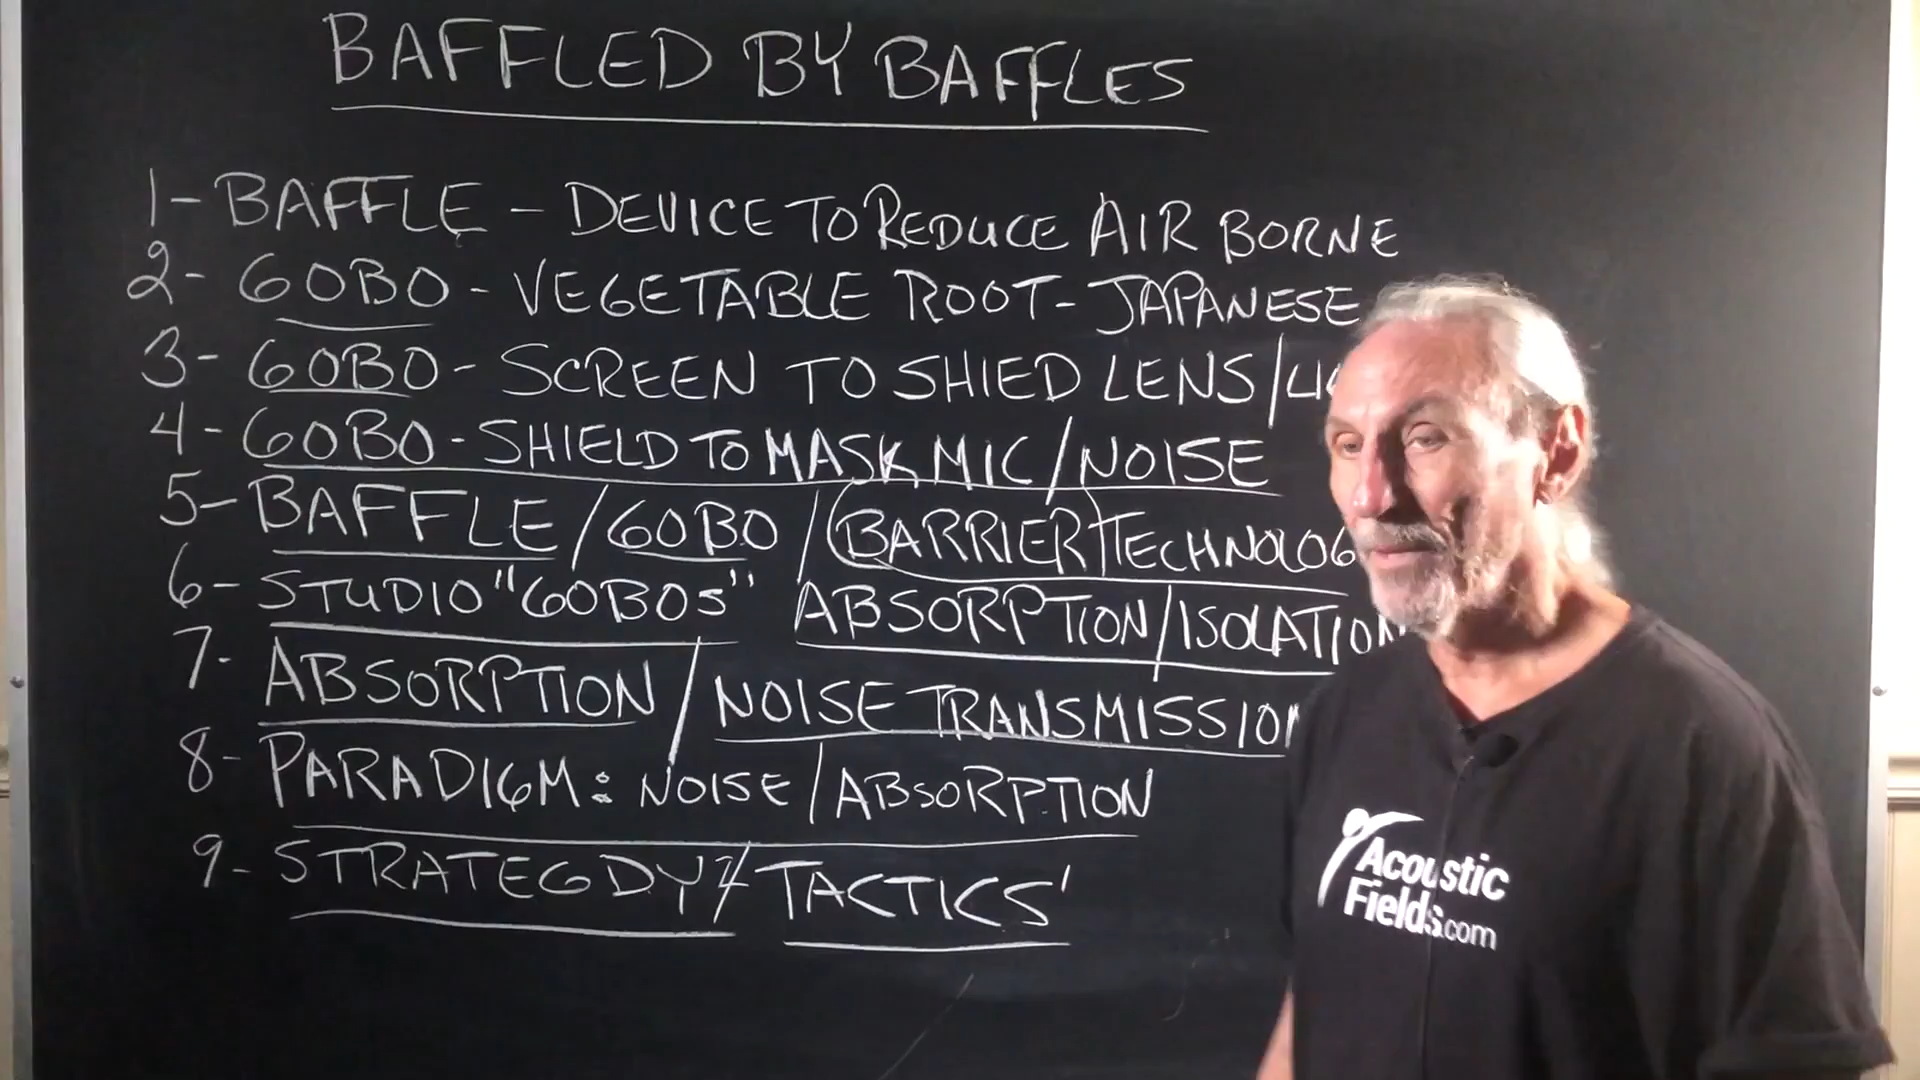 BAFFLED BY BAFFLES
1- BAFFLE - DEVICE TO REDUCE AIR BORNE
2- GOBO - VEGETABLE ROOT - JAPANESE
3- GOBO - SCREEN TO SHIED LENS/
4- GOBO - SHIELD TO MASK MIC/NOISE
5- BAFFLE/GOBO/BARRIER TECHNOLOG
6- STUDIO "GOBOS" ABSORPTION/ISOLATION
7- ABSORPTION/NOISE TRANSMISSION
8- PARADIGM: NOISE/ABSORPTION
9- STRATEGDY / TACTICS'
Acoustic
Fields.com